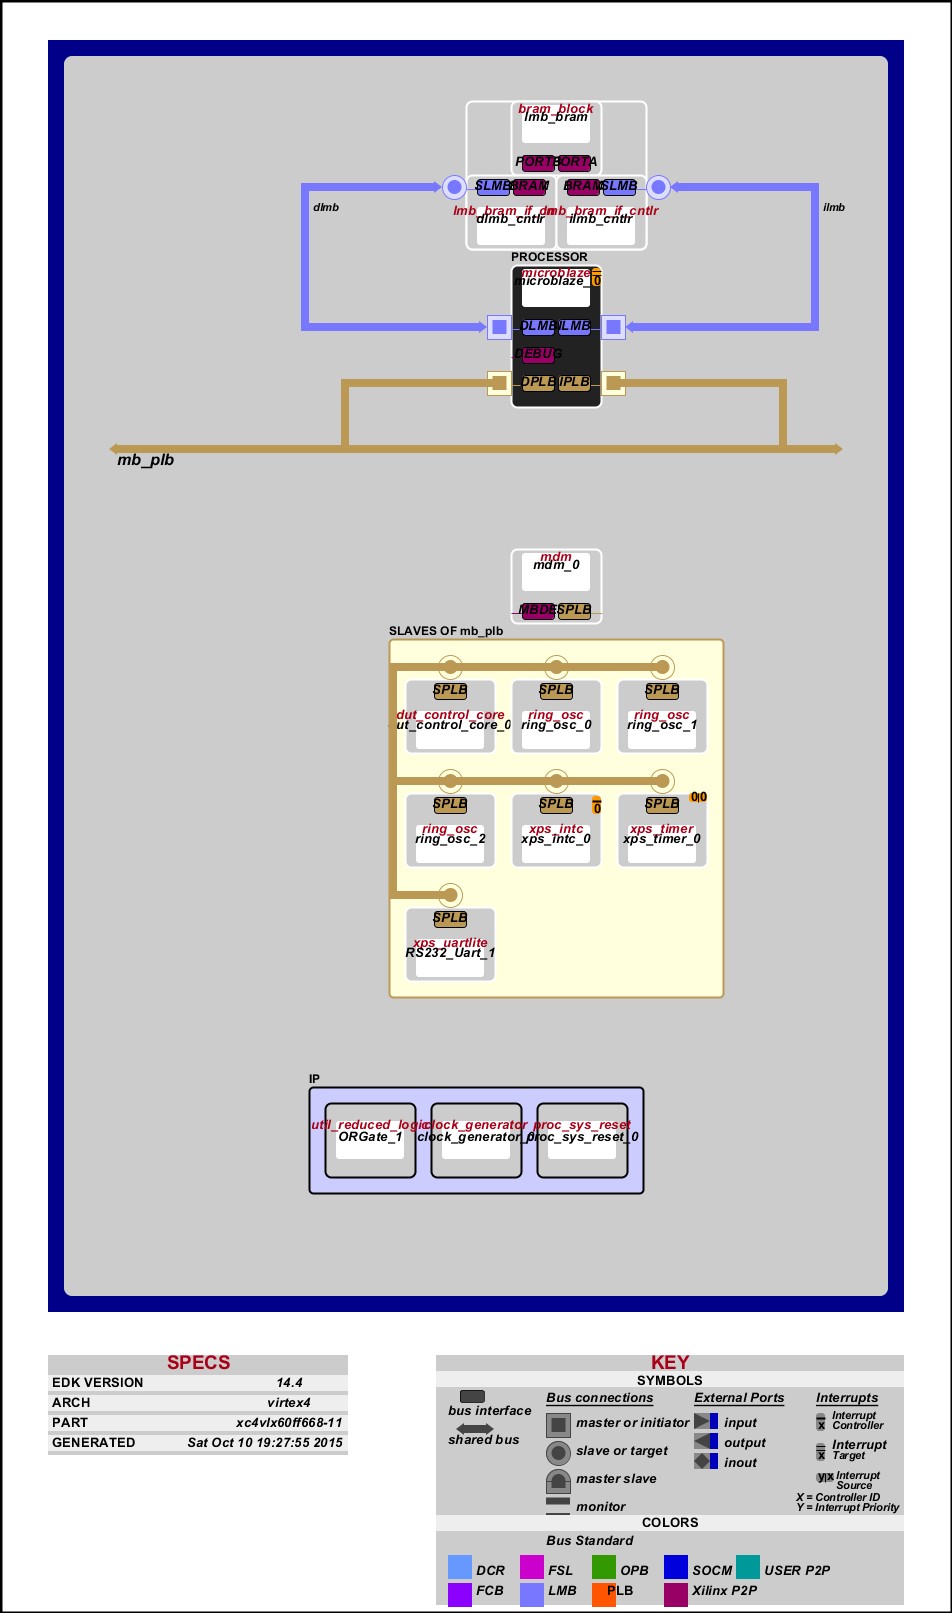 bram_block
lmb_bram
PORTB PORTA
SLMB BRAM BRAM SLMB
dlmb
ilmb
lmb_bram_if_cntlr lmb_bram_if_cntlr
dlmb_cntlr ilmb_cntlr
PROCESSOR
microblaze
microblaze_0
DLMB ILMB
DEBUG
DPLB IPLB
mb_plb
mdm
mdm_0
SPLB
SLAVES OF mb_plb
SPLB SPLB SPLB
dut_control_core ring_osc ring_osc
dut_control_core_0 ring_osc_0 ring_osc_1
0 0|0
SPLB SPLB SPLB
ring_osc xps_intc xps_timer
ring_osc_2 xps_intc_0 xps_timer_0
SPLB
xps_uartlite
RS232_Uart_1
IP
util_reduced_logic clock_generator proc_sys_reset
ORGate_1 clock_generator_0 proc_sys_reset_0
SPECS
EDK VERSION 14.4
ARCH virtex4
PART xc4vlx60ff668-11
GENERATED Sat Oct 10 19:27:55 2015
KEY
SYMBOLS
bus interface
shared bus
Bus connections
master or initiator
slave or target
master slave
monitor
External Ports
input
output
inout
Interrupts
x Interrupt
Controller
x Interrupt
Target
y|x Interrupt
Source
X = Controller ID
Y = Interrupt Priority
COLORS
Bus Standard
DCR FSL OPB SOCM USER P2P
FCB LMB PLB Xilinx P2P